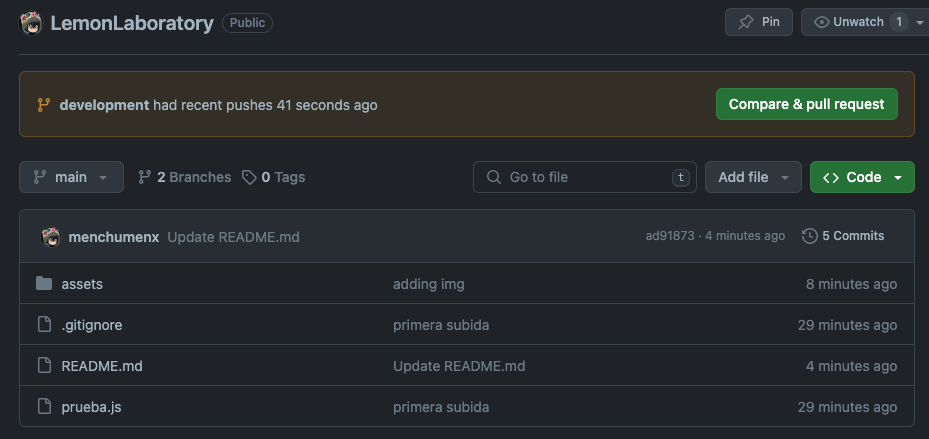 LemonLaboratory Public Pin Unwatch 1
development had recent pushes 41 seconds ago Compare & pull request
main 2 Branches 0 Tags Go to file t Add file Code
menchumenx Update README.md ad91873 · 4 minutes ago 5 Commits
assets adding img 8 minutes ago
.gitignore primera subida 29 minutes ago
README.md Update README.md 4 minutes ago
prueba.js primera subida 29 minutes ago